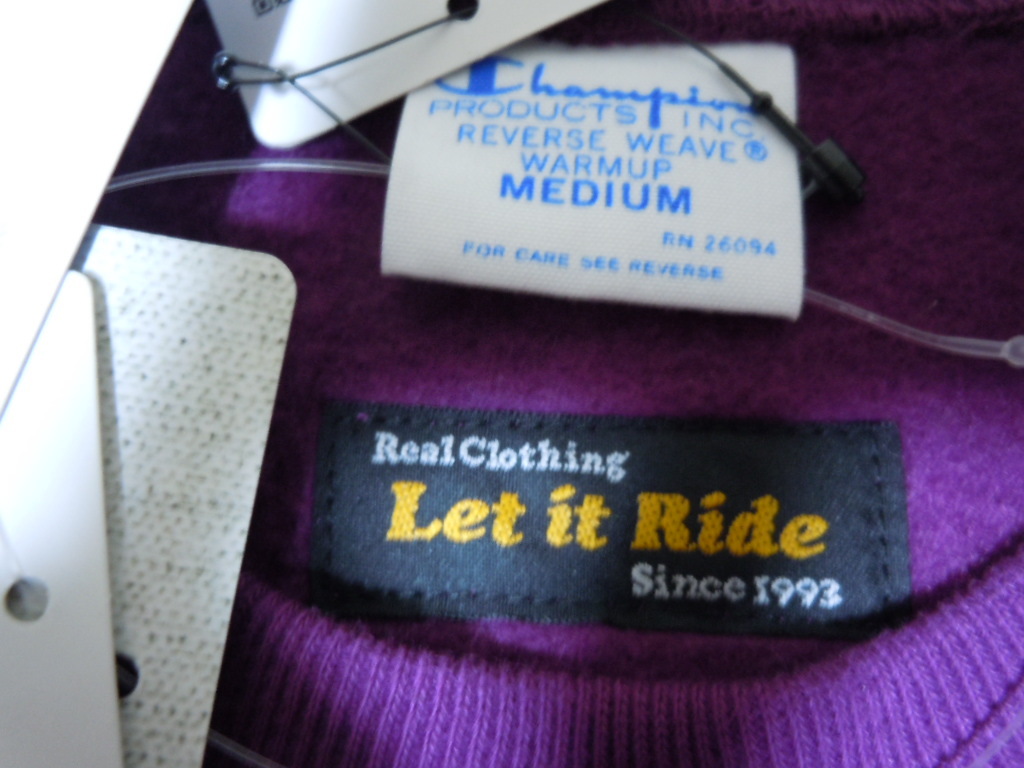 Champion
PRODUCTS INC.
REVERSE WEAVE®
WARMUP
MEDIUM
RN 26094
FOR CARE SEE REVERSE
Real Clothing
Let it Ride
Since 1993